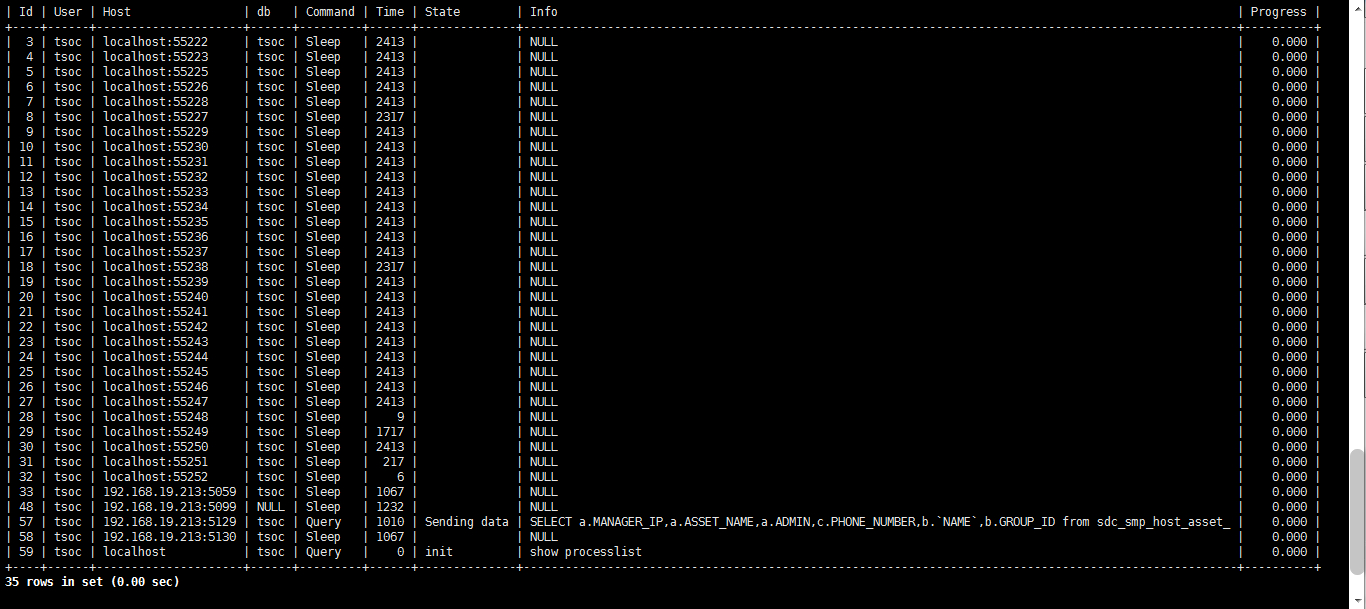 | Id | User | Host | db | Command | Time | State | Info | Progress |
+----+------+---------------------+------+---------+------+--------------+------------------------------------------------------------------------------------------------------+----------+
| 3 | tsoc | localhost:55222 | tsoc | Sleep | 2413 | | NULL | 0.000 |
| 4 | tsoc | localhost:55223 | tsoc | Sleep | 2413 | | NULL | 0.000 |
| 5 | tsoc | localhost:55225 | tsoc | Sleep | 2413 | | NULL | 0.000 |
| 6 | tsoc | localhost:55226 | tsoc | Sleep | 2413 | | NULL | 0.000 |
| 7 | tsoc | localhost:55228 | tsoc | Sleep | 2413 | | NULL | 0.000 |
| 8 | tsoc | localhost:55227 | tsoc | Sleep | 2317 | | NULL | 0.000 |
| 9 | tsoc | localhost:55229 | tsoc | Sleep | 2413 | | NULL | 0.000 |
| 10 | tsoc | localhost:55230 | tsoc | Sleep | 2413 | | NULL | 0.000 |
| 11 | tsoc | localhost:55231 | tsoc | Sleep | 2413 | | NULL | 0.000 |
| 12 | tsoc | localhost:55232 | tsoc | Sleep | 2413 | | NULL | 0.000 |
| 13 | tsoc | localhost:55233 | tsoc | Sleep | 2413 | | NULL | 0.000 |
| 14 | tsoc | localhost:55234 | tsoc | Sleep | 2413 | | NULL | 0.000 |
| 15 | tsoc | localhost:55235 | tsoc | Sleep | 2413 | | NULL | 0.000 |
| 16 | tsoc | localhost:55236 | tsoc | Sleep | 2413 | | NULL | 0.000 |
| 17 | tsoc | localhost:55237 | tsoc | Sleep | 2413 | | NULL | 0.000 |
| 18 | tsoc | localhost:55238 | tsoc | Sleep | 2317 | | NULL | 0.000 |
| 19 | tsoc | localhost:55239 | tsoc | Sleep | 2413 | | NULL | 0.000 |
| 20 | tsoc | localhost:55240 | tsoc | Sleep | 2413 | | NULL | 0.000 |
| 21 | tsoc | localhost:55241 | tsoc | Sleep | 2413 | | NULL | 0.000 |
| 22 | tsoc | localhost:55242 | tsoc | Sleep | 2413 | | NULL | 0.000 |
| 23 | tsoc | localhost:55243 | tsoc | Sleep | 2413 | | NULL | 0.000 |
| 24 | tsoc | localhost:55244 | tsoc | Sleep | 2413 | | NULL | 0.000 |
| 25 | tsoc | localhost:55245 | tsoc | Sleep | 2413 | | NULL | 0.000 |
| 26 | tsoc | localhost:55246 | tsoc | Sleep | 2413 | | NULL | 0.000 |
| 27 | tsoc | localhost:55247 | tsoc | Sleep | 2413 | | NULL | 0.000 |
| 28 | tsoc | localhost:55248 | tsoc | Sleep | 9 | | NULL | 0.000 |
| 29 | tsoc | localhost:55249 | tsoc | Sleep | 1717 | | NULL | 0.000 |
| 30 | tsoc | localhost:55250 | tsoc | Sleep | 2413 | | NULL | 0.000 |
| 31 | tsoc | localhost:55251 | tsoc | Sleep | 217 | | NULL | 0.000 |
| 32 | tsoc | localhost:55252 | tsoc | Sleep | 6 | | NULL | 0.000 |
| 33 | tsoc | 192.168.19.213:5059 | tsoc | Sleep | 1067 | | NULL | 0.000 |
| 48 | tsoc | 192.168.19.213:5099 | NULL | Sleep | 1232 | | NULL | 0.000 |
| 57 | tsoc | 192.168.19.213:5129 | tsoc | Query | 1010 | Sending data | SELECT a.MANAGER_IP,a.ASSET_NAME,a.ADMIN,c.PHONE_NUMBER,b.`NAME`,b.GROUP_ID from sdc_smp_host_asset_ | 0.000 |
| 58 | tsoc | 192.168.19.213:5130 | tsoc | Sleep | 1067 | | NULL | 0.000 |
| 59 | tsoc | localhost | tsoc | Query | 0 | init | show processlist | 0.000 |
+----+------+---------------------+------+---------+------+--------------+------------------------------------------------------------------------------------------------------+----------+
35 rows in set (0.00 sec)